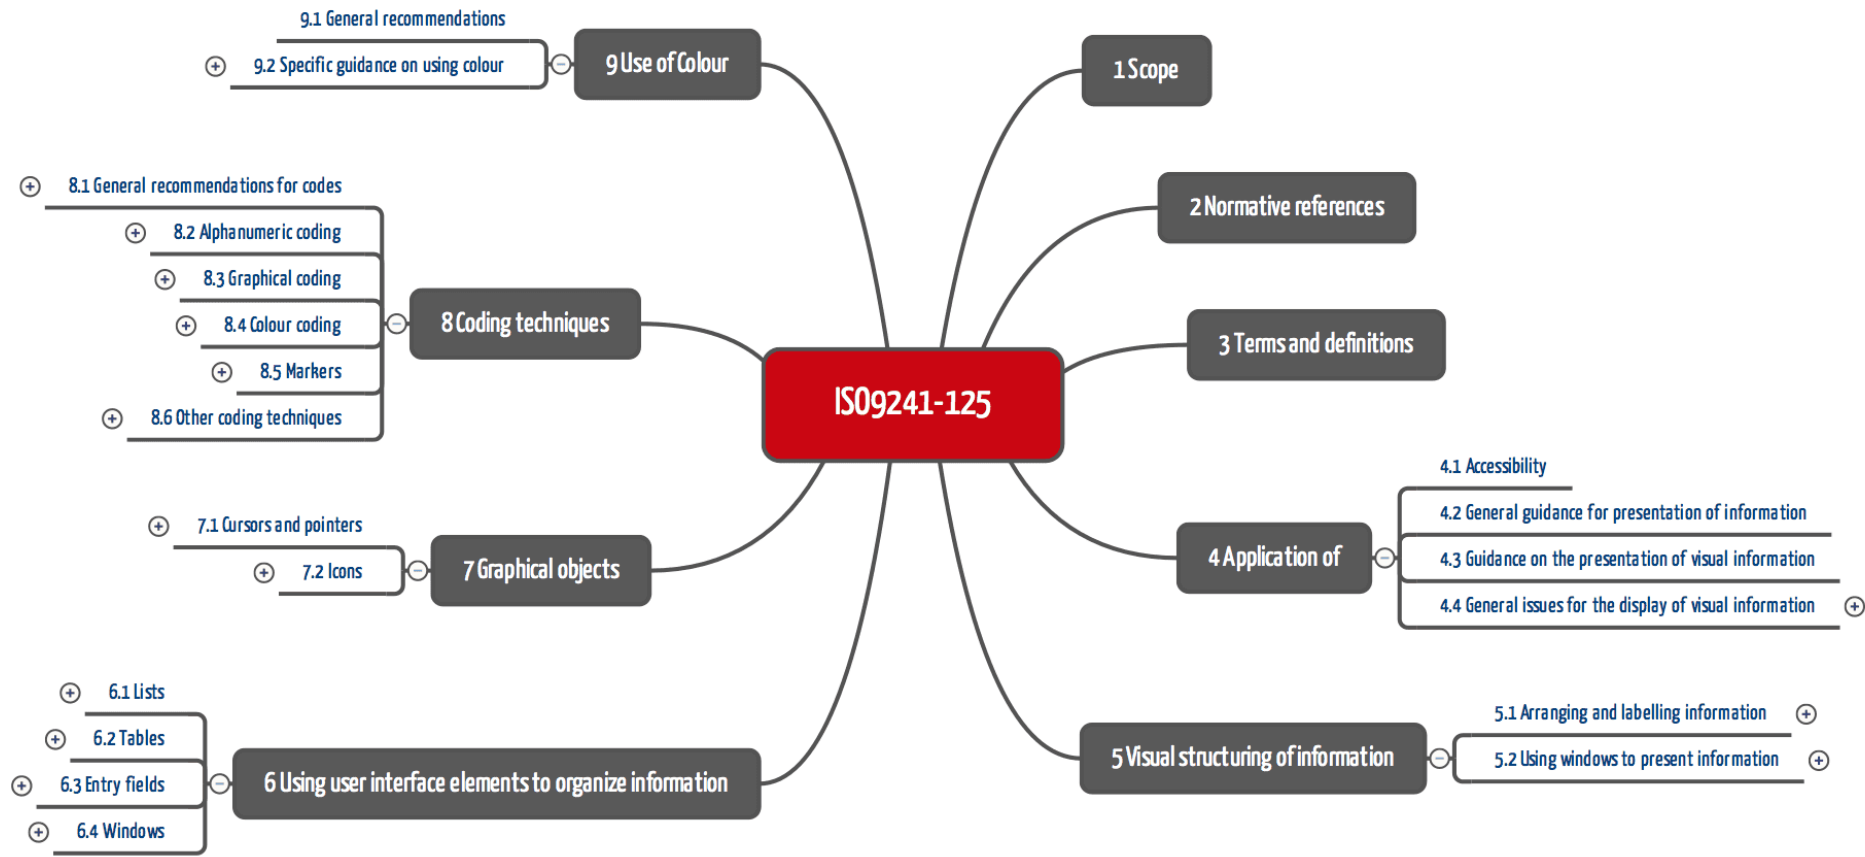 ISO9241-125
1 Scope
2 Normative references
3 Terms and definitions
4 Application of
4.1 Accessibility
4.2 General guidance for presentation of information
4.3 Guidance on the presentation of visual information
4.4 General issues for the display of visual information
5 Visual structuring of information
5.1 Arranging and labelling information
5.2 Using windows to present information
6 Using user interface elements to organize information
6.1 Lists
6.2 Tables
6.3 Entry fields
6.4 Windows
7 Graphical objects
7.1 Cursors and pointers
7.2 Icons
8 Coding techniques
8.1 General recommendations for codes
8.2 Alphanumeric coding
8.3 Graphical coding
8.4 Colour coding
8.5 Markers
8.6 Other coding techniques
9 Use of Colour
9.1 General recommendations
9.2 Specific guidance on using colour